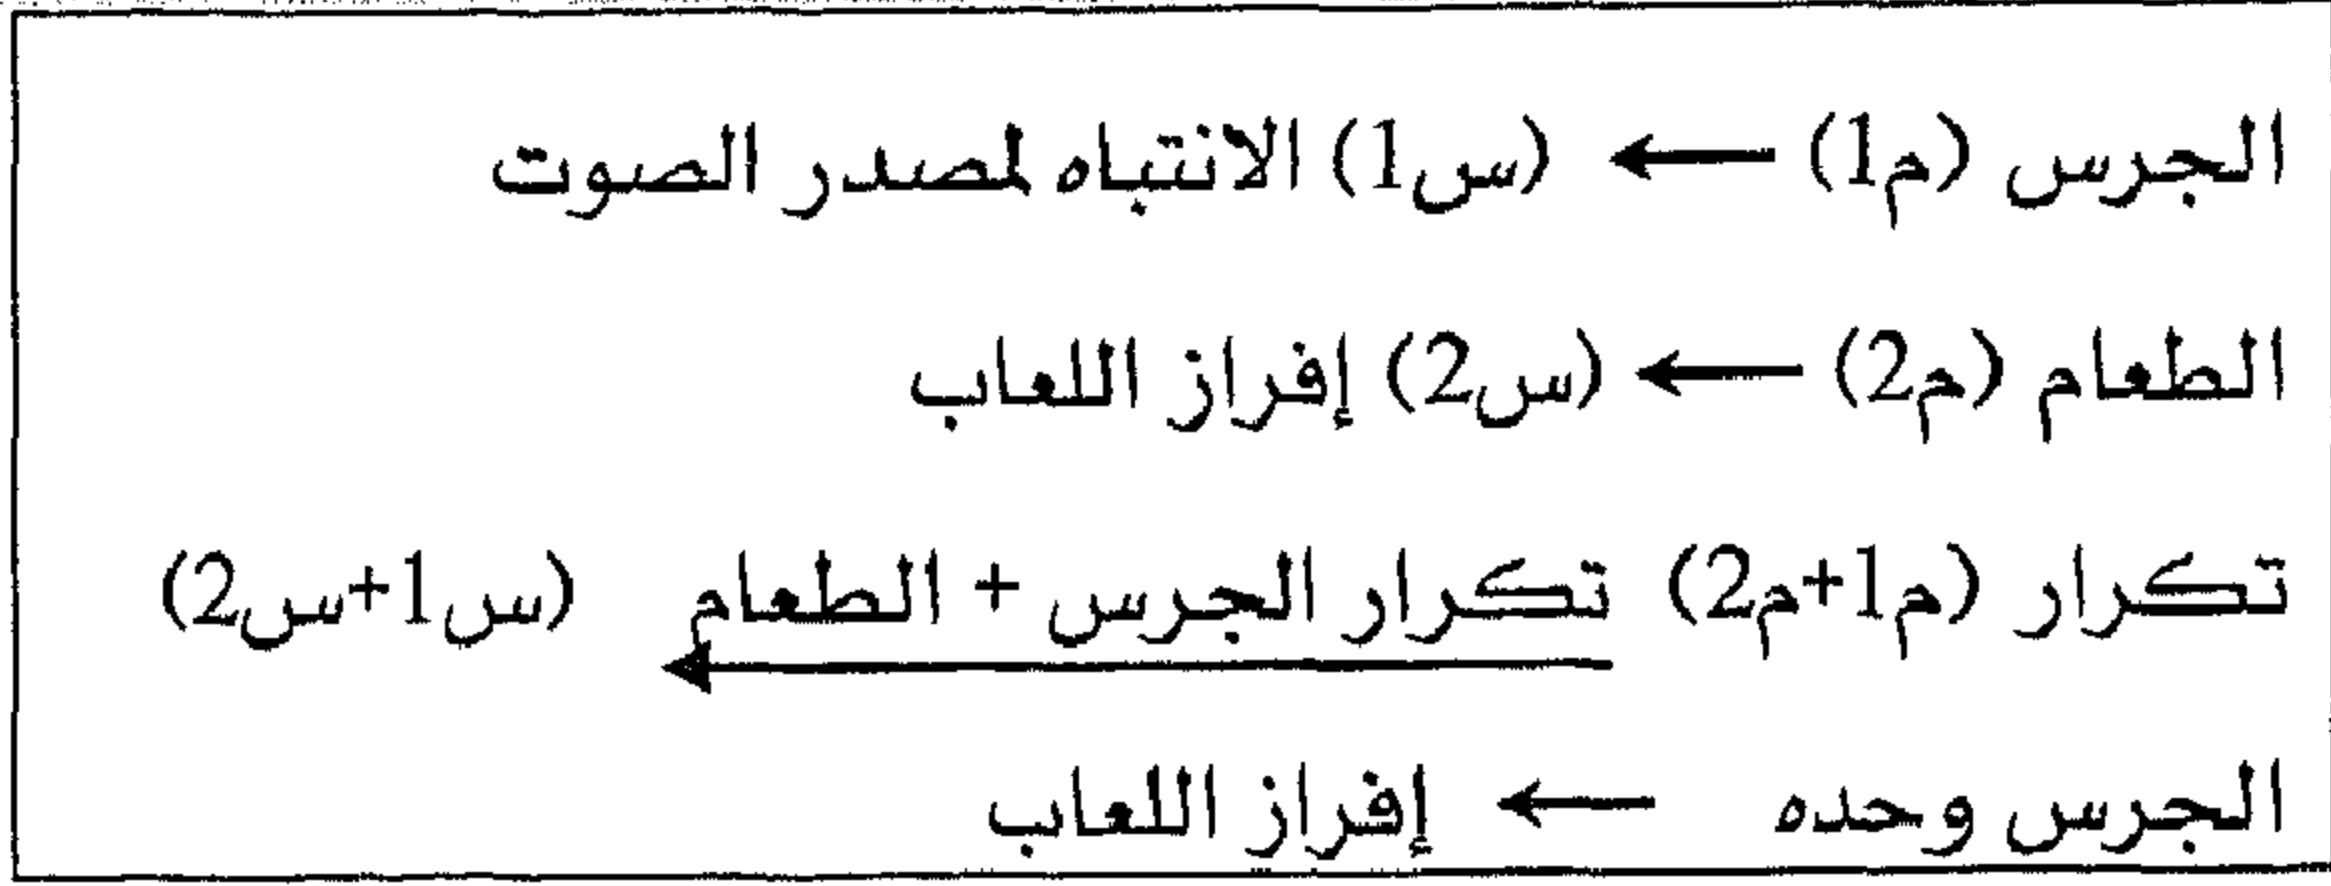 الجرس (م1) ← (س1) الانتباه لمصدر الصوت
الطعام (م2) ← (س2) إفراز اللعاب
تكرار (م1+م2) تكرار الجرس + الطعام (س1+س2)
الجرس وحده ← إفراز اللعاب